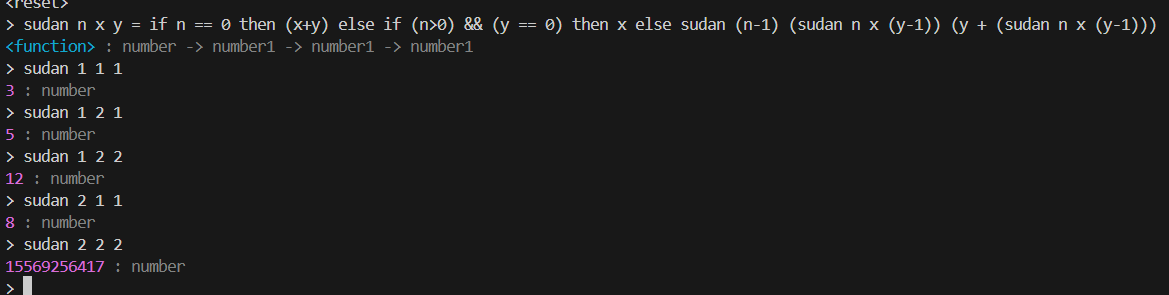 <reset>
> sudan n x y = if n == 0 then (x+y) else if (n>0) && (y == 0) then x else sudan (n-1) (sudan n x (y-1)) (y + (sudan n x (y-1)))
<function> : number -> number1 -> number1 -> number1
> sudan 1 1 1
3 : number
> sudan 1 2 1
5 : number
> sudan 1 2 2
12 : number
> sudan 2 1 1
8 : number
> sudan 2 2 2
15569256417 : number
>